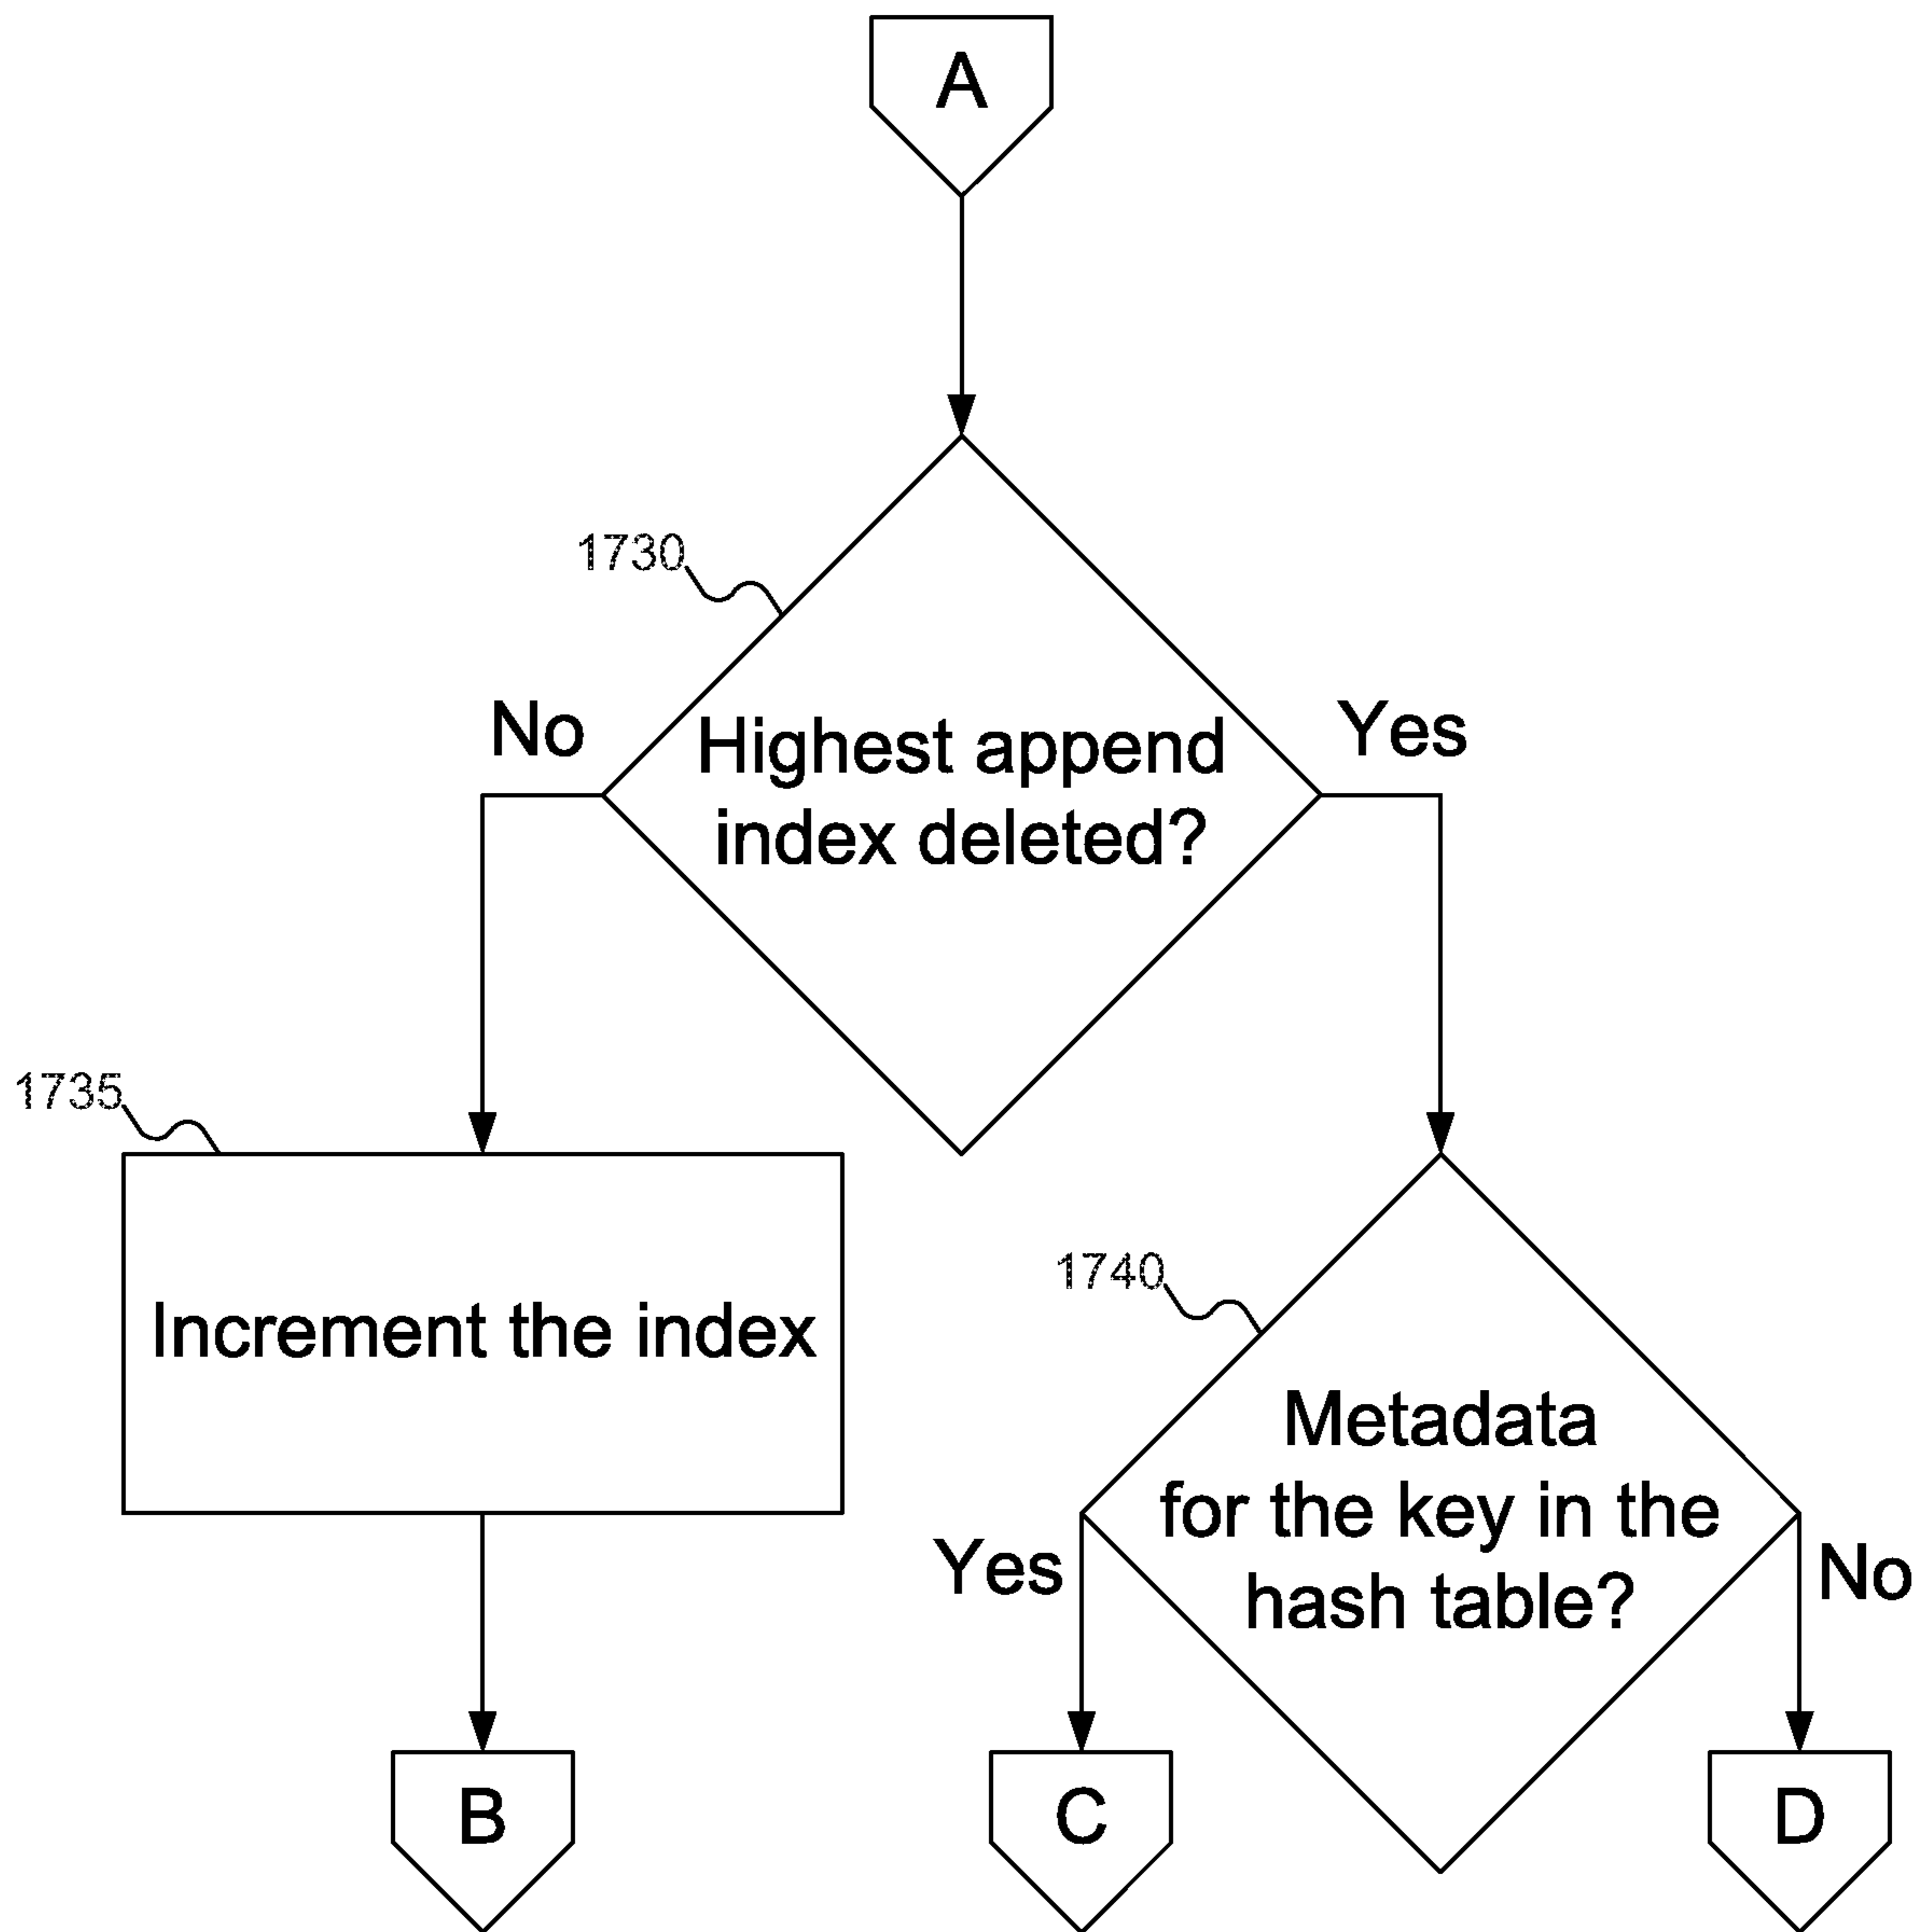 A
1730
No
Highest append
index deleted?
Yes
1735
Increment the index
1740
Metadata
for the key in the
hash table?
Yes
No
B
C
D